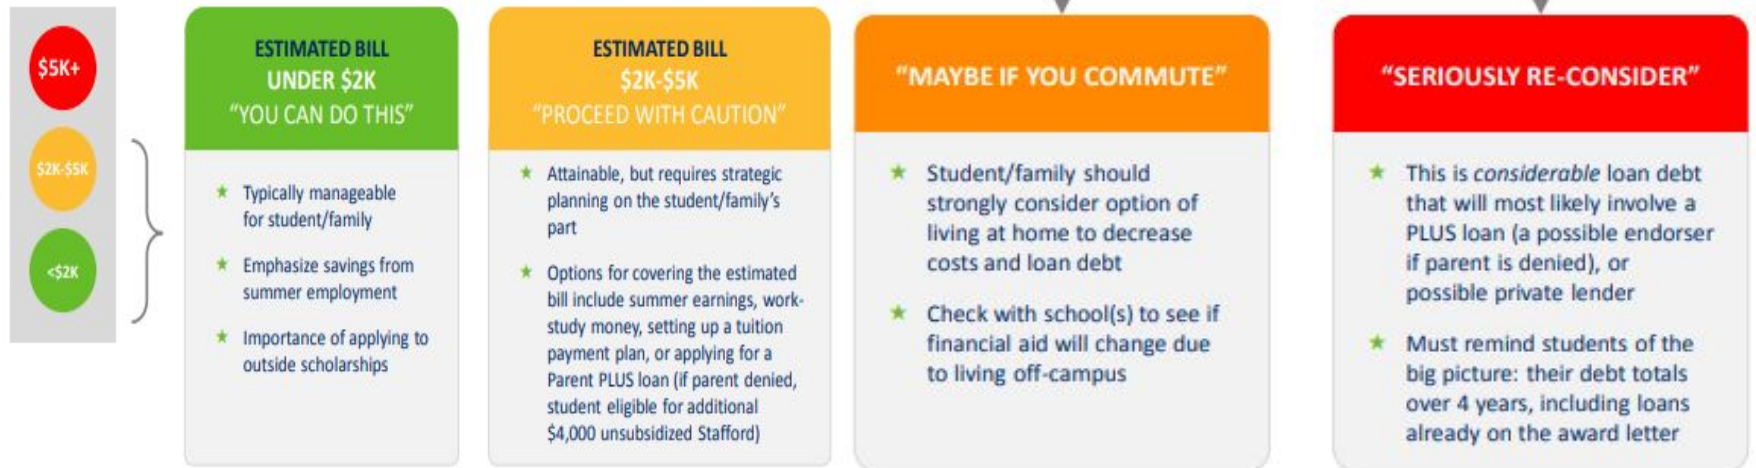 $5K+
$2K-$5K
<$2K
ESTIMATED BILL
UNDER $2K
"YOU CAN DO THIS"
★ Typically manageable
for student/family
★ Emphasize savings from
summer employment
★ Importance of applying to
outside scholarships
ESTIMATED BILL
$2K-$5K
"PROCEED WITH CAUTION"
★ Attainable, but requires strategic
planning on the student/family's
part
★ Options for covering the estimated
bill include summer earnings, work-
study money, setting up a tuition
payment plan, or applying for a
Parent PLUS loan (if parent denied,
student eligible for additional
$4,000 unsubsidized Stafford)
"MAYBE IF YOU COMMUTE"
★ Student/family should
strongly consider option of
living at home to decrease
costs and loan debt
★ Check with school(s) to see if
financial aid will change due
to living off-campus
"SERIOUSLY RE-CONSIDER"
★ This is considerable loan debt
that will most likely involve a
PLUS loan (a possible endorser
if parent is denied), or
possible private lender
★ Must remind students of the
big picture: their debt totals
over 4 years, including loans
already on the award letter